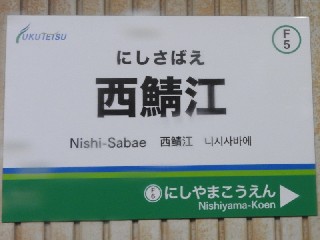 FUKUTETSU
F
5
にしさばえ
西鯖江
Nishi-Sabae 西鯖江 니시사바에
にしやまこうえん
Nishiyama-Koen